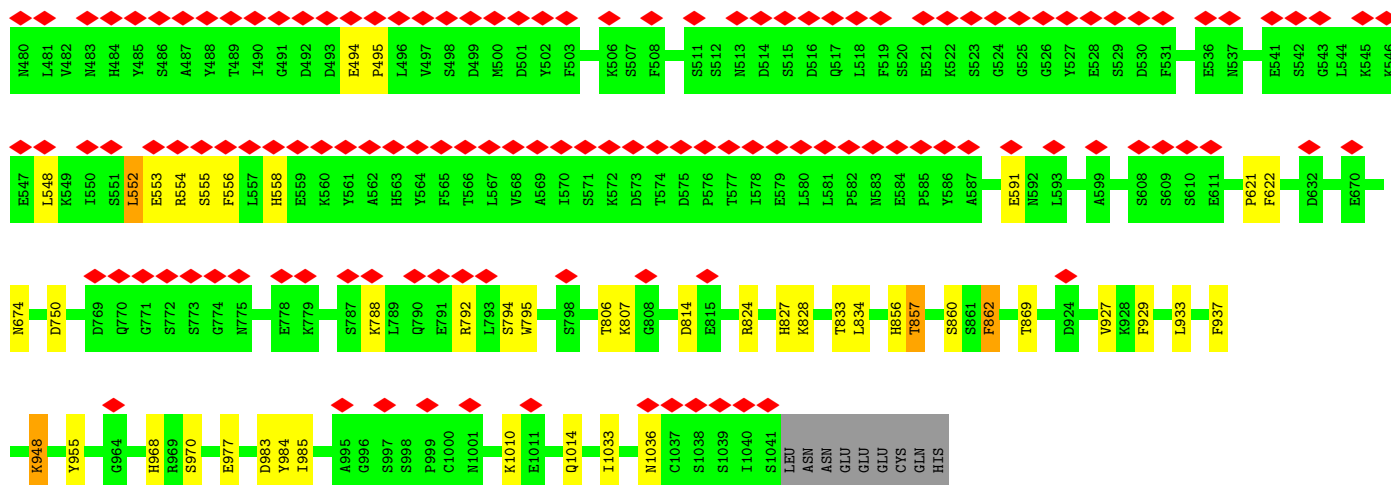 N480 L481 V482 N483 H484 Y485 S486 A487 Y488 T489 I490 G491 D492 D493 E494 P495 L496 V497 S498 D499 M500 D501 Y502 F503 K506 S507 F508 S511 S512 N513 D514 S515 D516 Q517 L518 F519 S520 E521 K522 S523 G524 G525 G526 Y527 E528 S529 D530 F531 E536 N537 E541 S542 G543 L544 K545 K546
E547 L548 K549 I550 S551 L552 E553 R554 S555 F556 L557 H558 E559 K560 Y561 A562 H563 Y564 F565 T566 L567 V568 A569 I570 S571 K572 D573 T574 D575 P576 T577 I578 E579 L580 L581 P582 N583 E584 P585 Y586 A587 E591 N592 L593 A599 S608 S609 S610 E611 P621 F622 D632 E670
N674 D750 D769 Q770 G771 S772 S773 G774 N775 E778 K779 S787 K788 L789 Q790 E791 R792 L793 S794 W795 S798 T806 K807 G808 D814 E815 R824 H827 K828 T833 L834 H856 T857 S860 S861 F862 T869 D924 V927 K928 F929 L933 F937
K948 Y955 G964 H968 R969 S970 E977 D983 Y984 I985 A995 G996 S997 S998 P999 C1000 N1001 K1010 E1011 Q1014 I1033 N1036 C1037 S1038 S1039 I1040 S1041 LEU ASN ASN GLU GLU GLU CYS GLN HIS